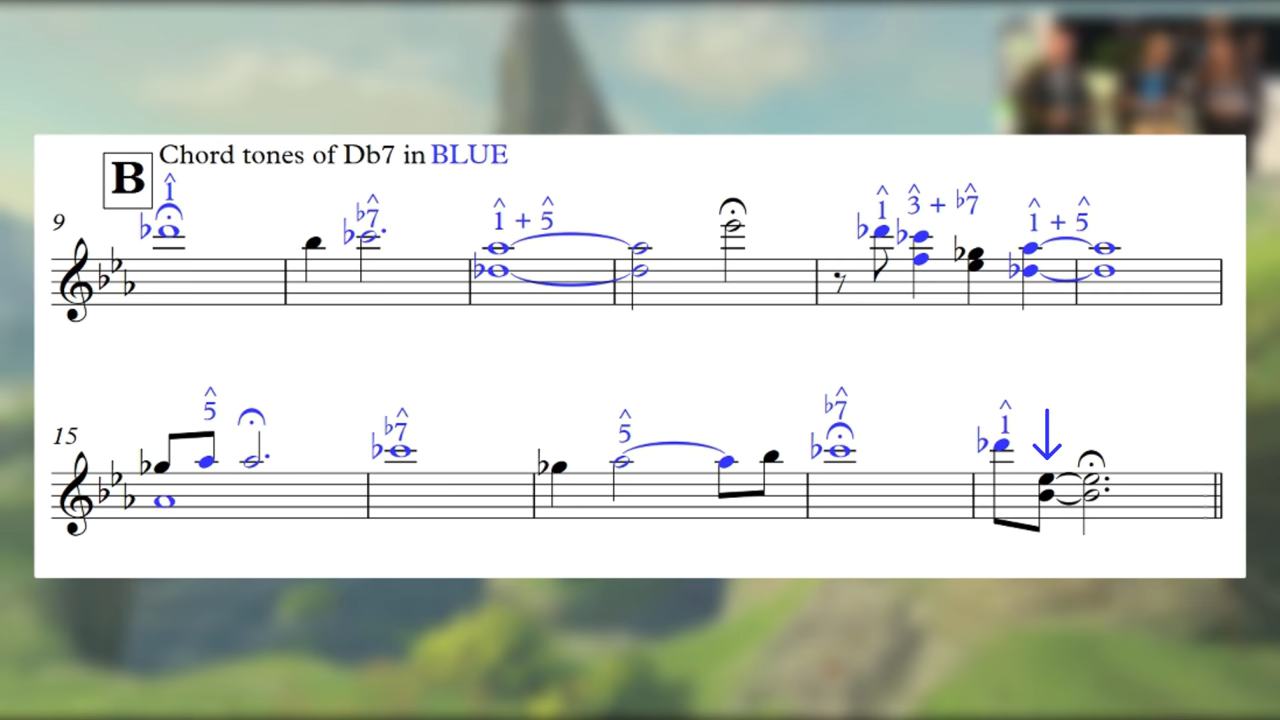 B Chord tones of Db7 in BLUE
1 ♭7 1 + 5 1 3 + ♭7 1 + 5
9
5 ♭7 5 ♭7 1
15